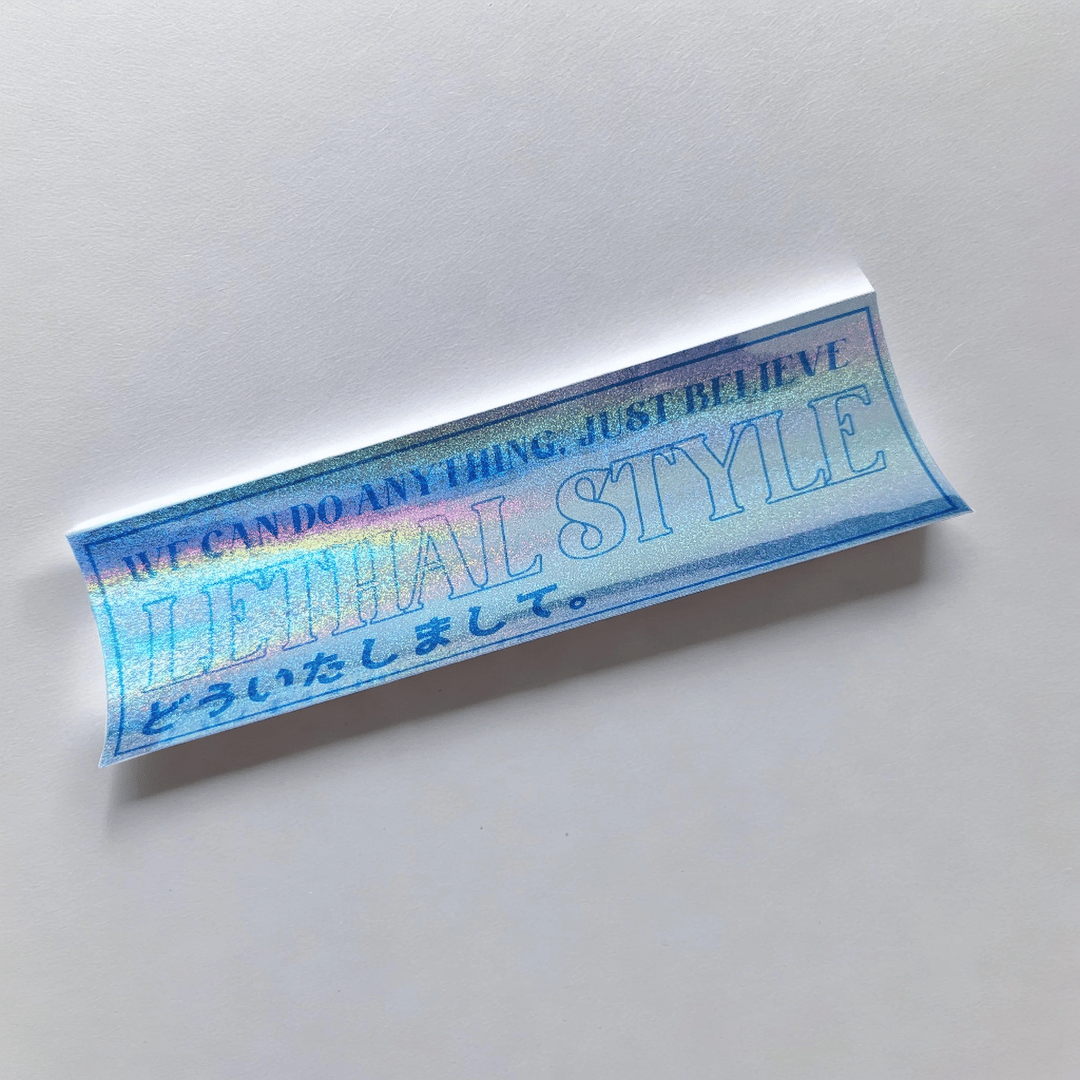 WE CAN DO ANYTHING, JUST BELIEVE
LETHAL STYLE
どういたしまして。